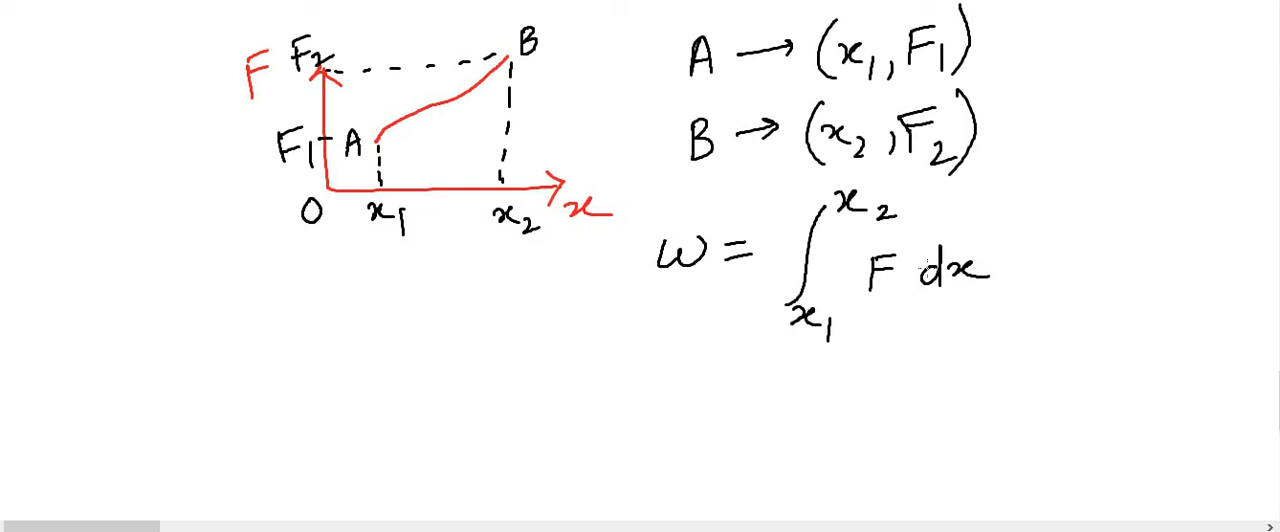 F
F₂
B
F₁
A
O
x₁
x₂
x
A → (x₁, F₁)
B → (x₂, F₂)
W = ∫ₓ₁ˣ² F dx